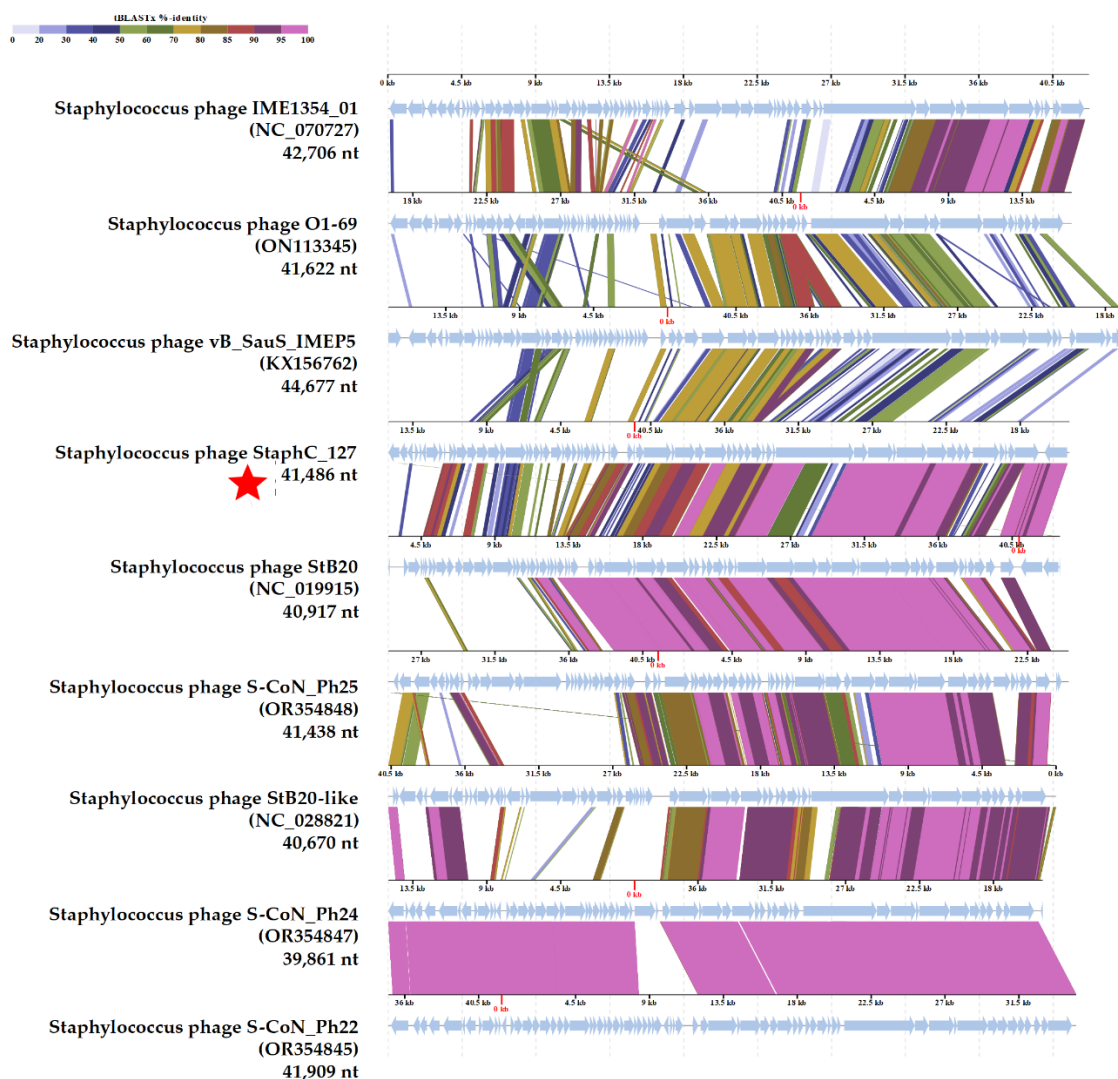 tBLASTx %-identity
0 20 30 40 50 60 70 80 85 90 95 100
0 kb 4.5 kb 9 kb 13.5 kb 18 kb 22.5 kb 27 kb 31.5 kb 36 kb 40.5 kb
Staphylococcus phage IME1354_01
(NC_070727)
42,706 nt
18 kb 22.5 kb 27 kb 31.5 kb 36 kb 40.5 kb 0 kb 4.5 kb 9 kb 13.5 kb
Staphylococcus phage O1-69
(ON113345)
41,622 nt
13.5 kb 9 kb 4.5 kb 0 kb 40.5 kb 36 kb 31.5 kb 27 kb 22.5 kb 18 kb
Staphylococcus phage vB_SauS_IMEP5
(KX156762)
44,677 nt
13.5 kb 9 kb 4.5 kb 0 kb 40.5 kb 36 kb 31.5 kb 27 kb 22.5 kb 18 kb
Staphylococcus phage StaphC_127
41,486 nt
4.5 kb 9 kb 13.5 kb 18 kb 22.5 kb 27 kb 31.5 kb 36 kb 40.5 kb 0 kb
Staphylococcus phage StB20
(NC_019915)
40,917 nt
27 kb 31.5 kb 36 kb 40.5 kb 0 kb 4.5 kb 9 kb 13.5 kb 18 kb 22.5 kb
Staphylococcus phage S-CoN_Ph25
(OR354848)
41,438 nt
40.5 kb 36 kb 31.5 kb 27 kb 22.5 kb 18 kb 13.5 kb 9 kb 4.5 kb 0 kb
Staphylococcus phage StB20-like
(NC_028821)
40,670 nt
13.5 kb 9 kb 4.5 kb 0 kb 36 kb 31.5 kb 27 kb 22.5 kb 18 kb
Staphylococcus phage S-CoN_Ph24
(OR354847)
39,861 nt
36 kb 40.5 kb 0 kb 4.5 kb 9 kb 13.5 kb 18 kb 22.5 kb 27 kb 31.5 kb
Staphylococcus phage S-CoN_Ph22
(OR354845)
41,909 nt